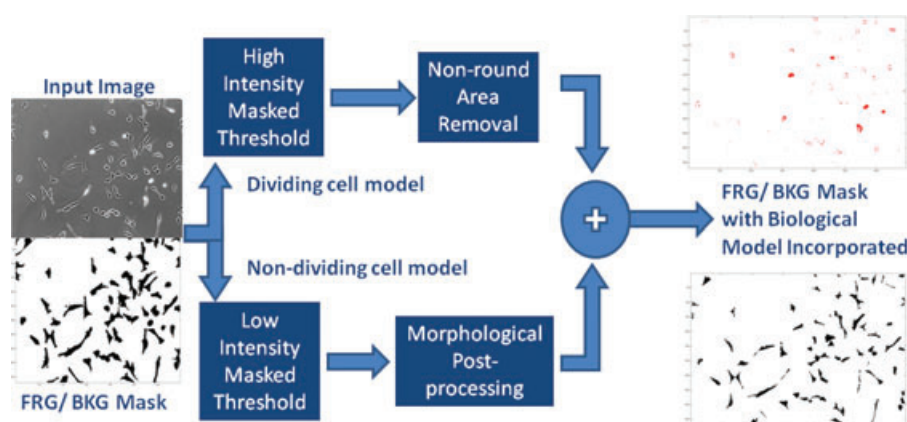 Input Image
High
Intensity
Masked
Threshold
Non-round
Area
Removal
Dividing cell model
Non-dividing cell model
+
FRG/ BKG Mask
with Biological
Model Incorporated
Low
Intensity
Masked
Threshold
Morphological
Post-
processing
FRG/ BKG Mask